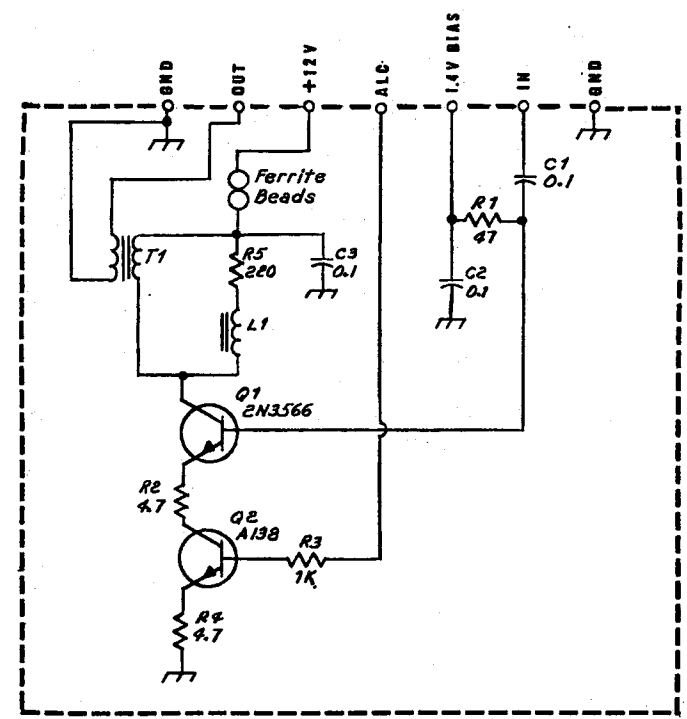 GND
OUT
+12V
ALC
1.4V BIAS
IN
GND
C1
0.1
Ferrite
Beads
R1
47
T1
R5
220
C3
0.1
C2
0.1
L1
Q1
2N3566
R2
4.7
Q2
A138
R3
1K
R4
4.7